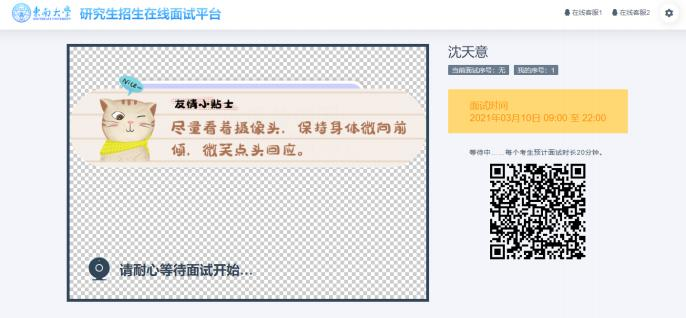 東南大學 研究生招生在线面试平台
在线客服1 在线客服2
Nice~
友情小贴士
尽量看着摄像头，保持身体微向前
倾，微笑点头回应。
请耐心等待面试开始...
沈天意
当前面试序号：无 我的序号：1
面试时间
2021年03月10日 09:00 至 22:00
等待中......每个考生预计面试时长20分钟。